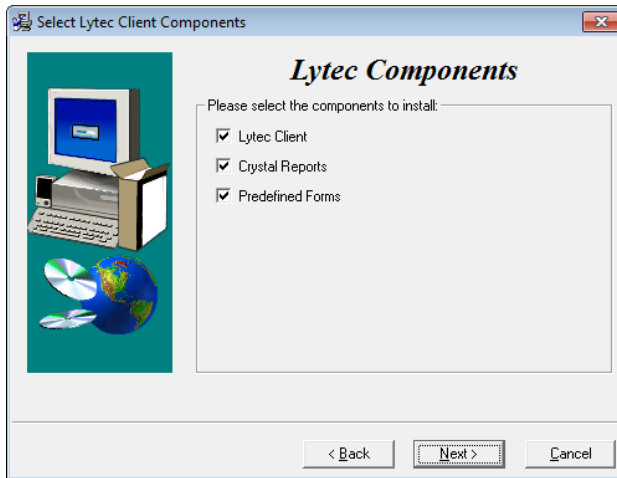 Select Lytec Client Components
Lytec Components
Please select the components to install:
Lytec Client
Crystal Reports
Predefined Forms
< Back
Next >
Cancel